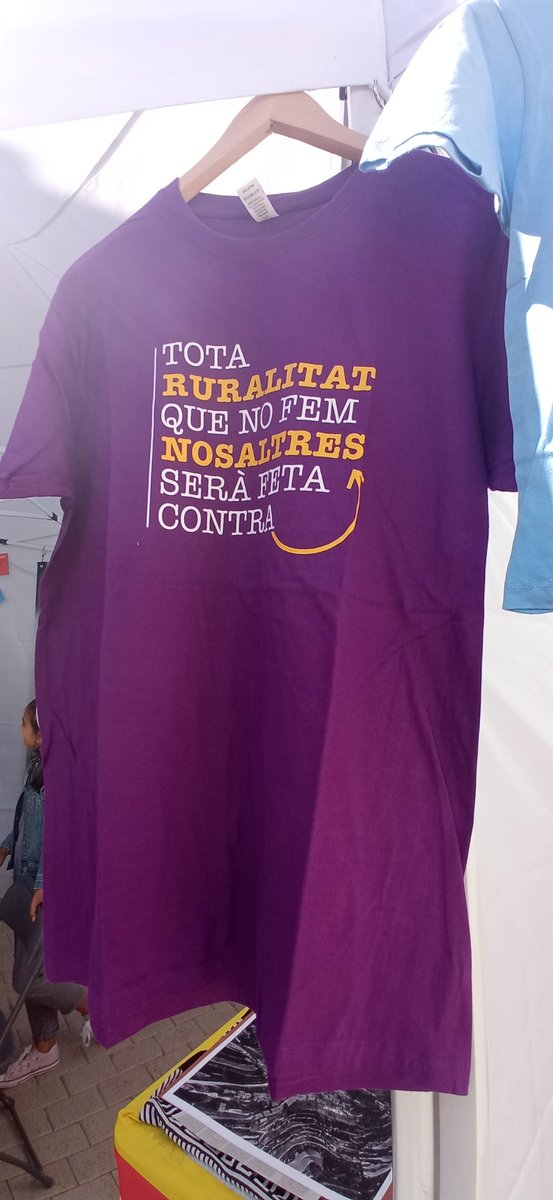 TOTA
RURALITAT
QUE NO FEM
NOSALTRES
SERÀ FETA
CONTRA